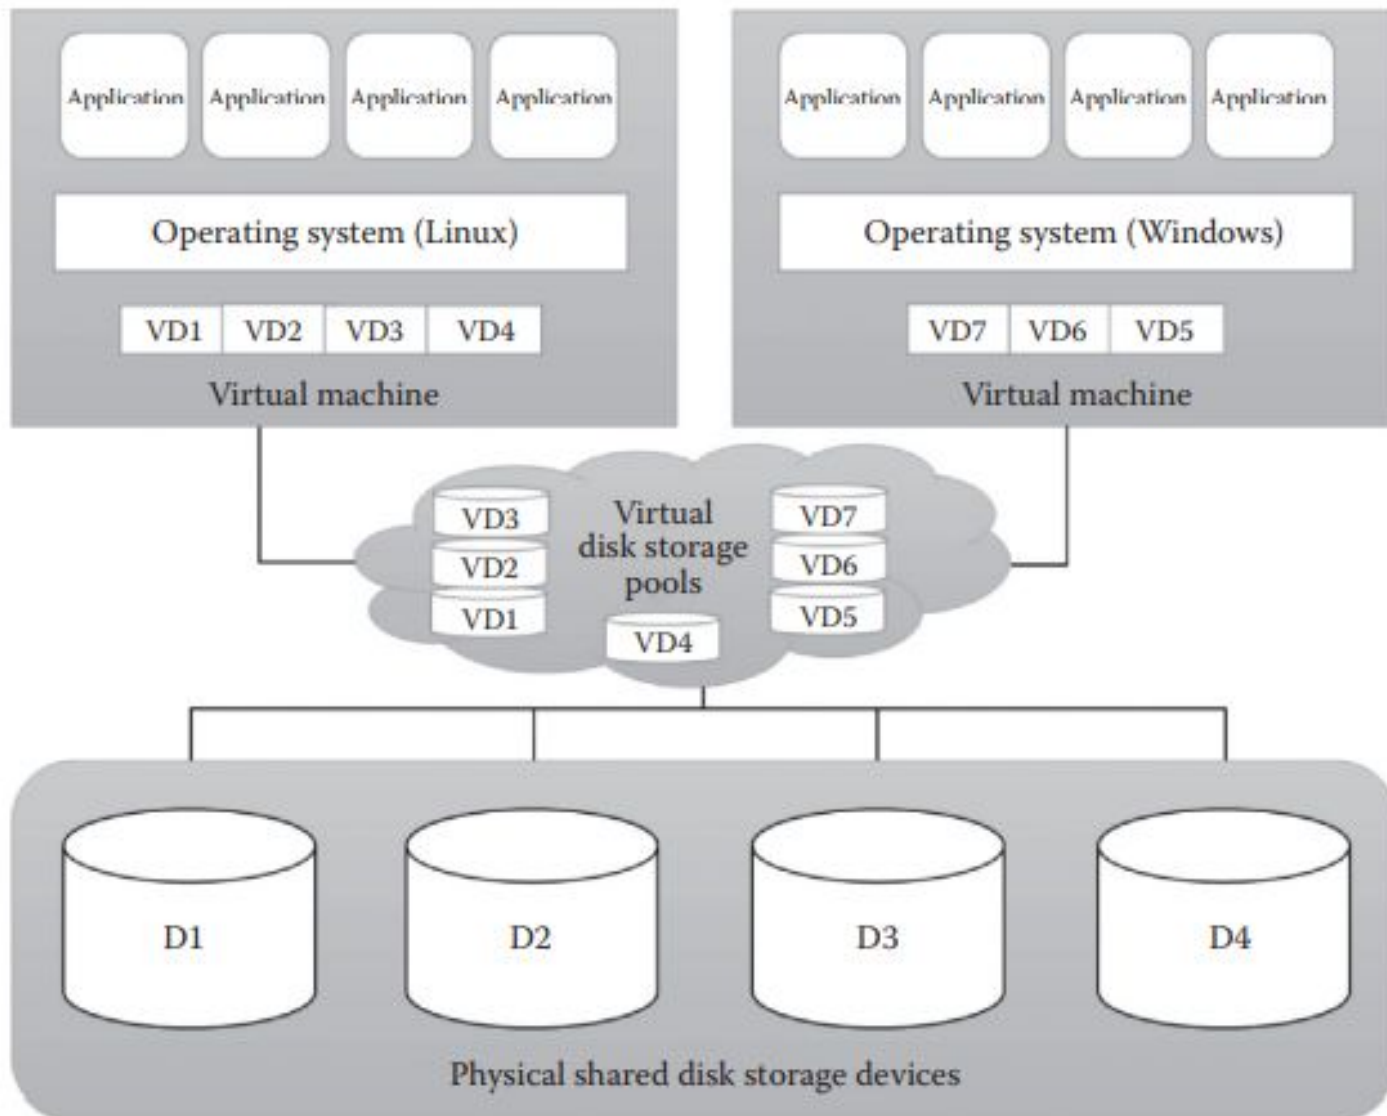 Application Application Application Application
Operating system (Linux)
VD1 VD2 VD3 VD4
Virtual machine
Application Application Application Application
Operating system (Windows)
VD7 VD6 VD5
Virtual machine
VD3
VD2
VD1
Virtual
disk storage
pools
VD4
VD7
VD6
VD5
D1 D2 D3 D4
Physical shared disk storage devices